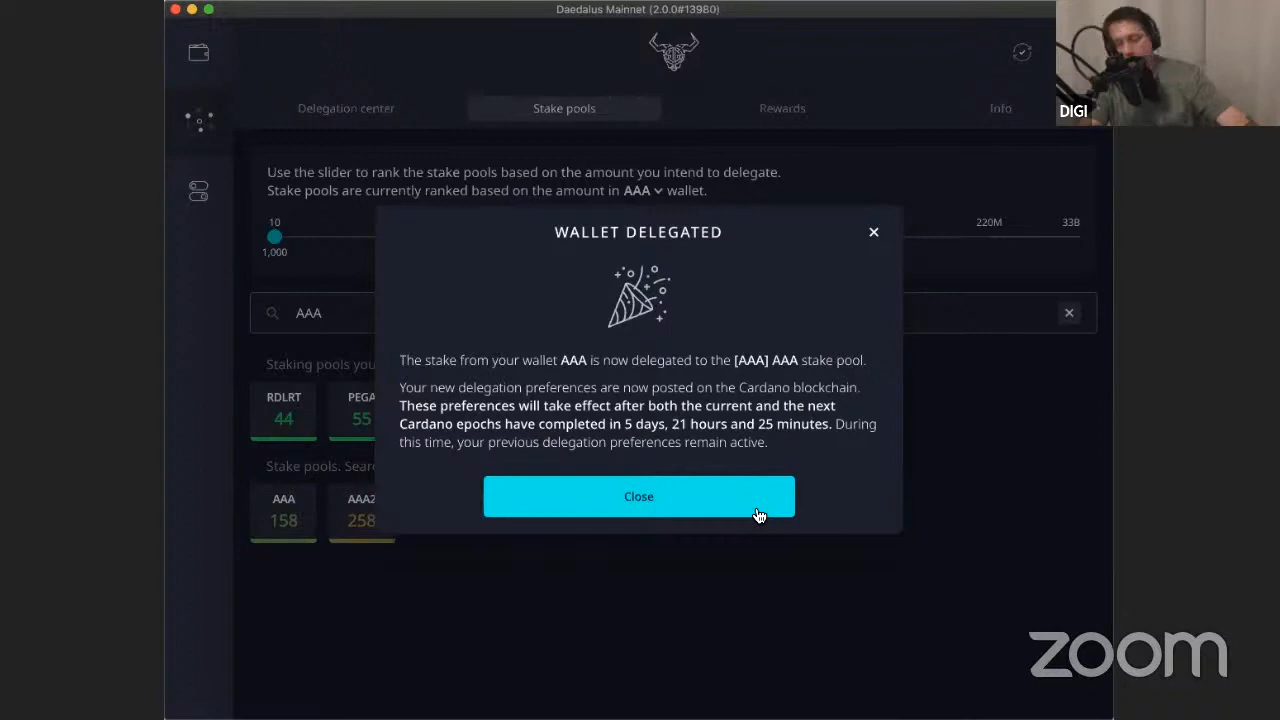 Daedalus Mainnet (2.0.0#13980)
DIGI
Delegation center
Stake pools
Rewards
Info
Use the slider to rank the stake pools based on the amount you intend to delegate.
Stake pools are currently ranked based on the amount in AAA wallet.
10
220M
33B
1,000
AAA
WALLET DELEGATED
The stake from your wallet AAA is now delegated to the [AAA] AAA stake pool.
Your new delegation preferences are now posted on the Cardano blockchain.
These preferences will take effect after both the current and the next
Cardano epochs have completed in 5 days, 21 hours and 25 minutes. During
this time, your previous delegation preferences remain active.
Close
Staking pools you
RDLRT
PEGA
44
55
Stake pools. Sear
AAA
AAA2
158
258
zoom